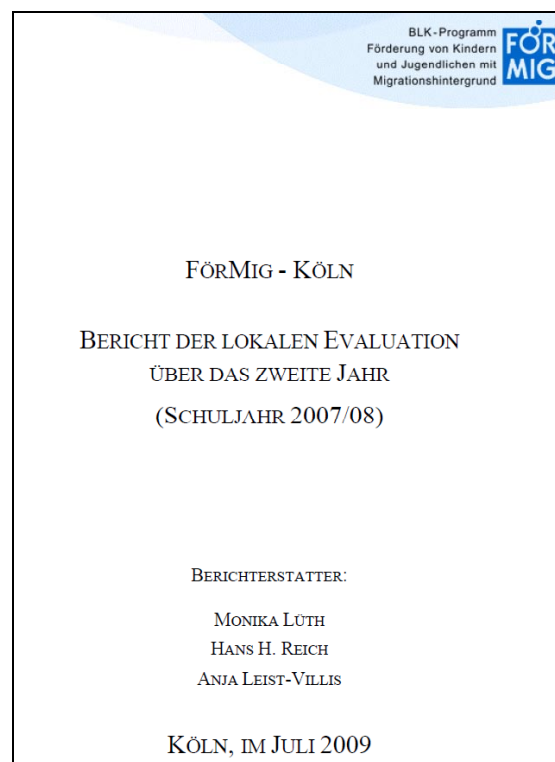 BLK-Programm
Förderung von Kindern
und Jugendlichen mit
Migrationshintergrund
FÖR
MIG
FÖRMIG - KÖLN
BERICHT DER LOKALEN EVALUATION
ÜBER DAS ZWEITE JAHR
(SCHULJAHR 2007/08)
BERICHTERSTATTER:
MONIKA LÜTH
HANS H. REICH
ANJA LEIST-VILLIS
KÖLN, IM JULI 2009